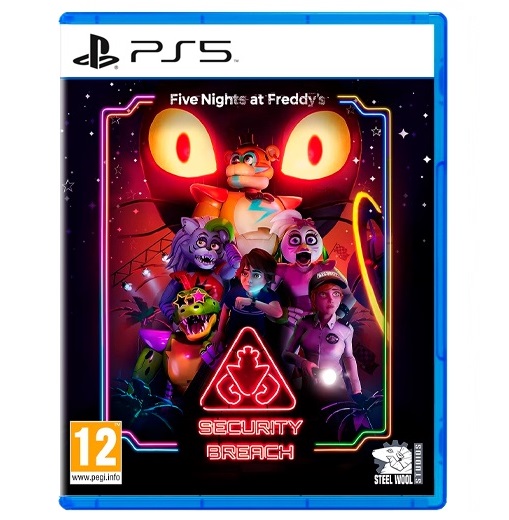 PS5
Five Nights at Freddy's
SECURITY
BREACH
12
www.pegi.info
STEEL WOOL
STUDIOS